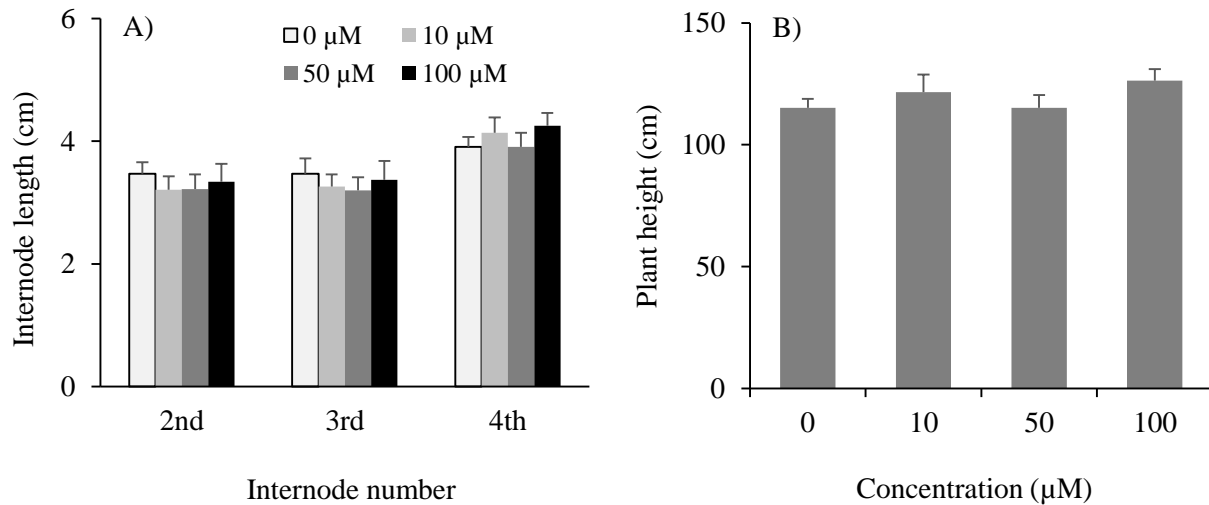 A)
6
4
2
0
Internode length (cm)
0 µM 10 µM
50 µM 100 µM
2nd 3rd 4th
Internode number
B)
150
100
50
0
Plant height (cm)
0 10 50 100
Concentration (µM)